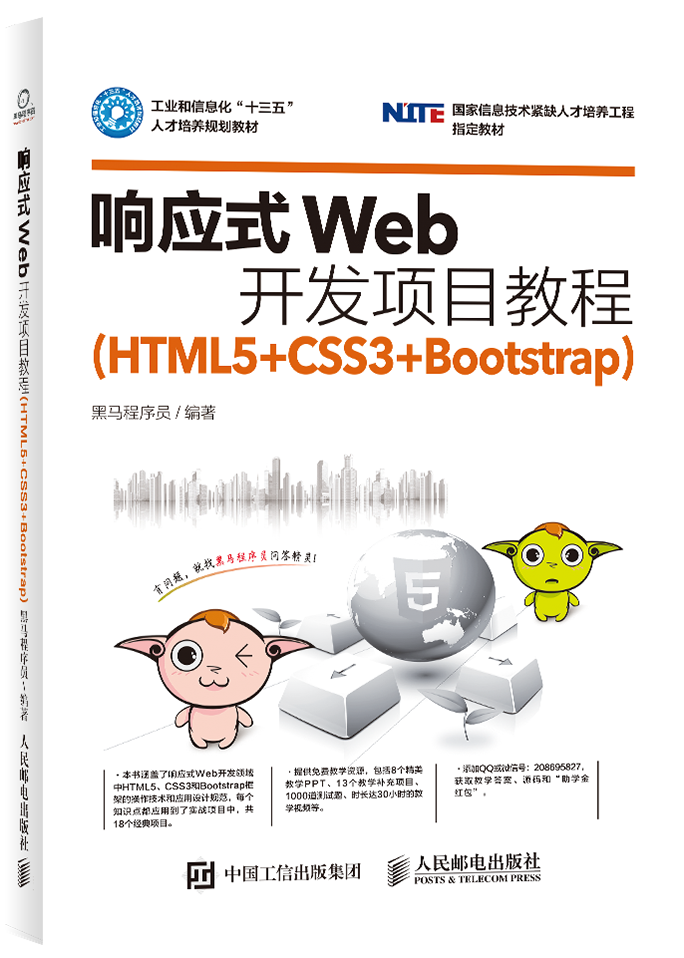 工业和信息化“十三五”
人才培养规划教材
NITE
国家信息技术紧缺人才培养工程
指定教材
响应式 Web
开发项目教程
(HTML5+CSS3+Bootstrap)
黑马程序员 / 编著
有问题，就找黑马程序员问答精灵!
5
·本书涵盖了响应式Web开发领域
中HTML5、CSS3和Bootstrap框
架的操作技术和应用设计规范，每个
知识点都应用到了实战项目中，共
18个经典项目。
·提供免费教学资源，包括8个精美
教学PPT、13个教学补充项目、
1000道测试题、时长达30小时的教
学视频等。
·添加QQ或微信号：208695827，
获取教学答案、源码和“助学金
红包”。
中国工信出版集团
人民邮电出版社
POSTS & TELECOM PRESS
响应式Web开发项目教程(HTML5+CSS3+Bootstrap)
黑马程序员/编著
人民邮电出版社